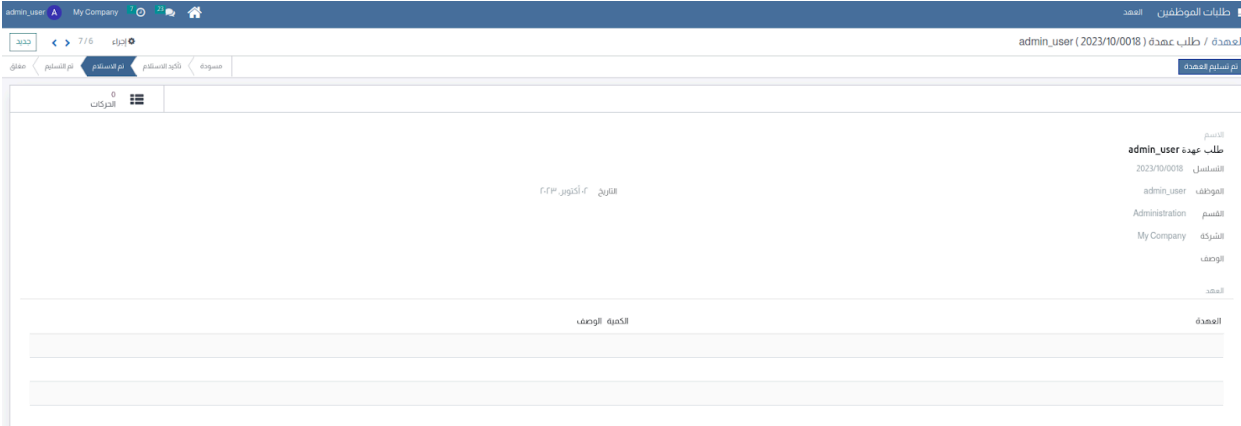 طلبات الموظفين العهد 21 7 My Company A admin_user
العهدة / طلب عهدة admin_user ( 2023/10/0018 )
إجراء 7/6 جديد
تم تسليم العهدة مسودة تأكيد الاستلام تم الاستلام تم التسليم مغلق
0
الحركات
الاسم
طلب عهدة admin_user
التسلسل 2023/10/0018
الموظف admin_user التاريخ ٠٢ أكتوبر, ٢٠٢٣
القسم Administration
الشركة My Company
الوصف
العهد
العهدة الكمية الوصف